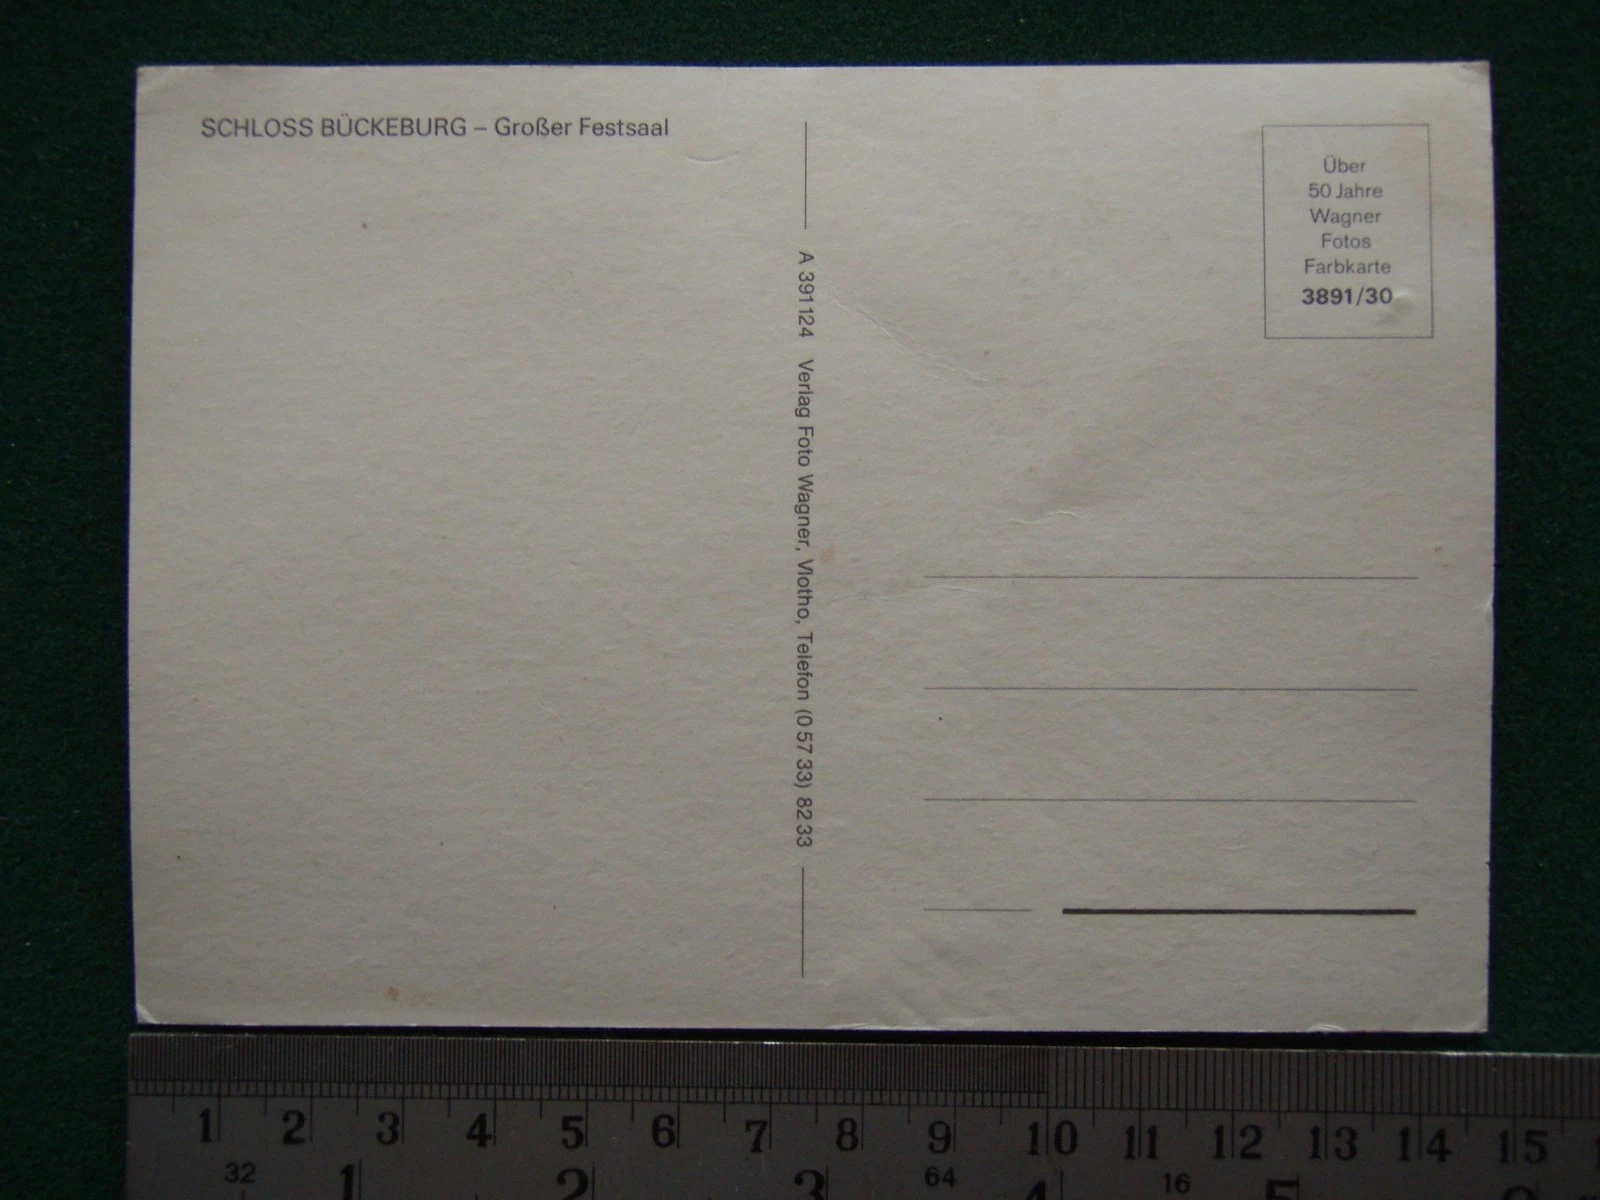 SCHLOSS BÜCKEBURG – Großer Festsaal
A 391124 Verlag Foto Wagner, Vlotho, Telefon (0 57 33) 82 33
Über
50 Jahre
Wagner
Fotos
Farbkarte
3891/30
1 2 3 4 5 6 7 8 9 10 11 12 13 14 15
32 1 2 3 64 4 16 5